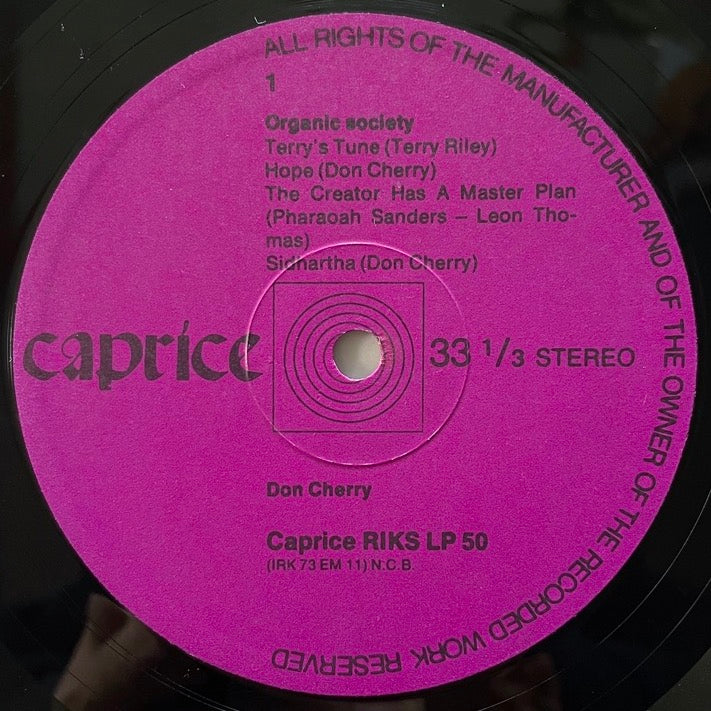 ALL RIGHTS OF THE MANUFACTURER AND OF THE OWNER OF THE RECORDED WORK RESERVED
1
Organic society
Terry's Tune (Terry Riley)
Hope (Don Cherry)
The Creator Has A Master Plan
(Pharaoah Sanders – Leon Tho-
mas)
Sidhartha (Don Cherry)
caprice
33 1/3 STEREO
Don Cherry
Caprice RIKS LP 50
(IRK 73 EM 11) N.C.B.